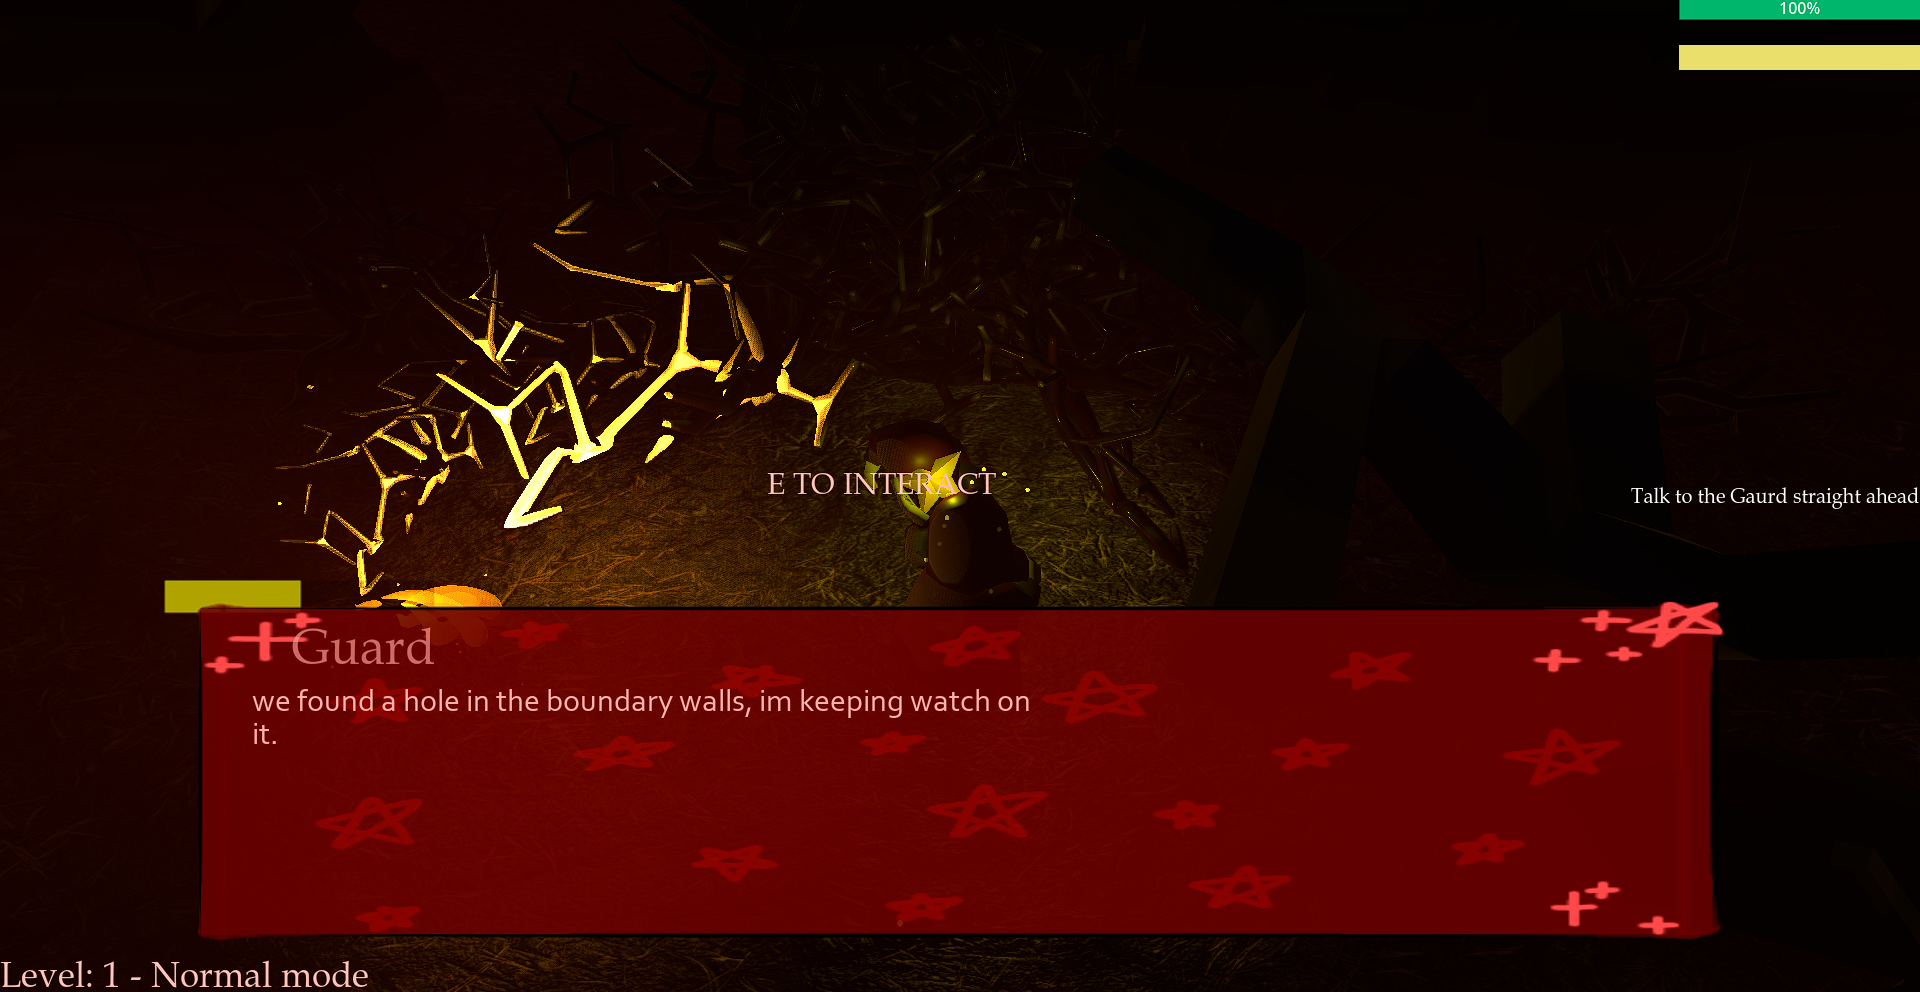 100%
E TO INTERACT
Talk to the Gaurd straight ahead
Guard
we found a hole in the boundary walls, im keeping watch on
it.
Level: 1 - Normal mode